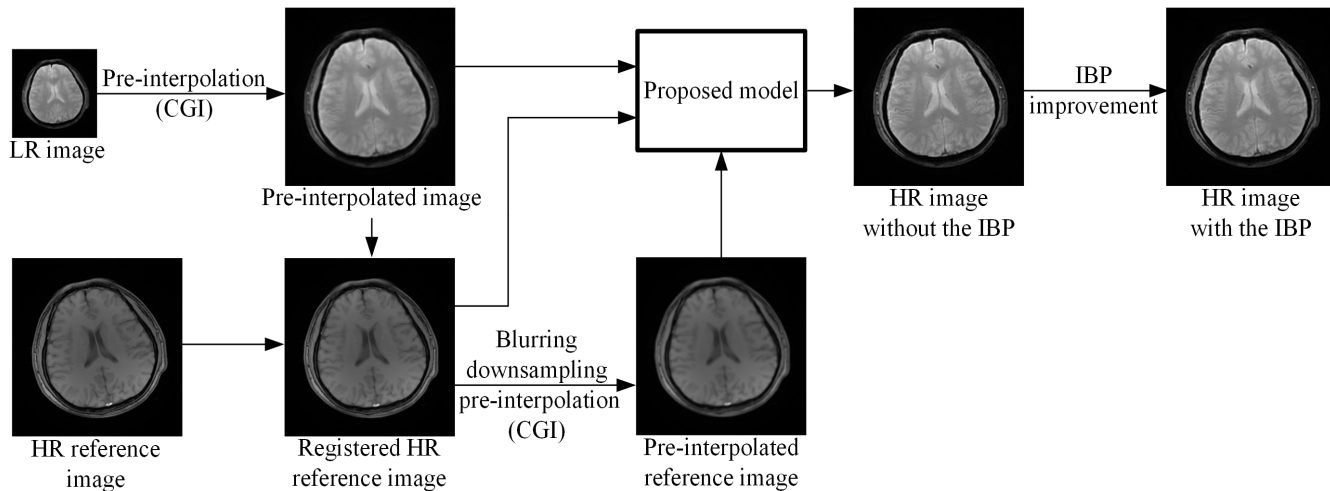 Pre-interpolation
(CGI)
LR image
Pre-interpolated image
Proposed model
HR image
without the IBP
IBP
improvement
HR image
with the IBP
HR reference
image
Registered HR
reference image
Blurring
downsampling
pre-interpolation
(CGI)
Pre-interpolated
reference image